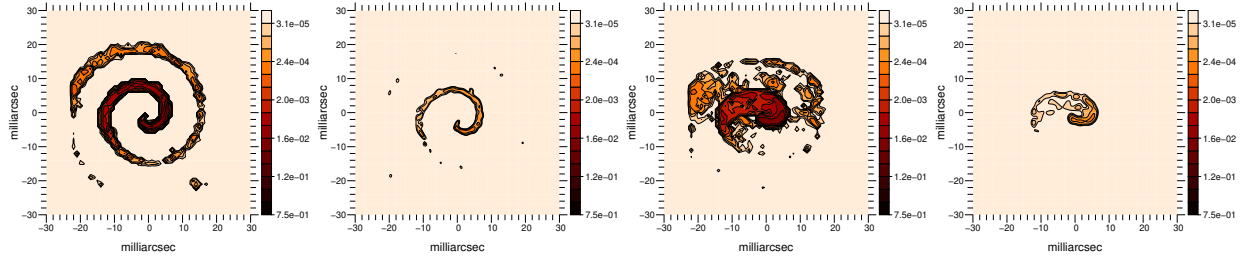 30 30 30 30
3.1e−05 3.1e−05 3.1e−05 3.1e−05
20 20 20 20
2.4e−04 2.4e−04 2.4e−04 2.4e−04
10 10 10 10
milliarcsec milliarcsec milliarcsec milliarcsec
2.0e−03 2.0e−03 2.0e−03 2.0e−03
0 0 0 0
1.6e−02 1.6e−02 1.6e−02 1.6e−02
−10 −10 −10 −10
1.2e−01 1.2e−01 1.2e−01 1.2e−01
−20 −20 −20 −20
−30 −30 −30 −30
7.5e−01 7.5e−01 7.5e−01 7.5e−01
−30 −20 −10 0 10 20 30 −30 −20 −10 0 10 20 30 −30 −20 −10 0 10 20 30 −30 −20 −10 0 10 20 30
milliarcsec milliarcsec milliarcsec milliarcsec